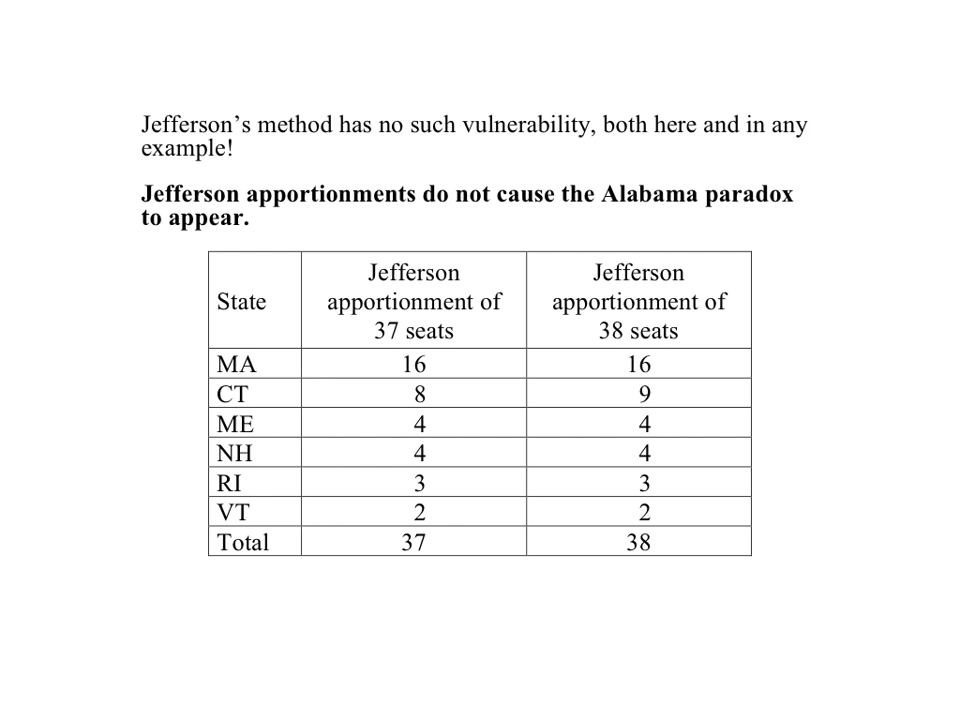 Jefferson’s method has no such vulnerability, both here and in any
example!
Jefferson apportionments do not cause the Alabama paradox
to appear.
State
Jefferson
apportionment of
37 seats
Jefferson
apportionment of
38 seats
MA 16 16
CT 8 9
ME 4 4
NH 4 4
RI 3 3
VT 2 2
Total 37 38